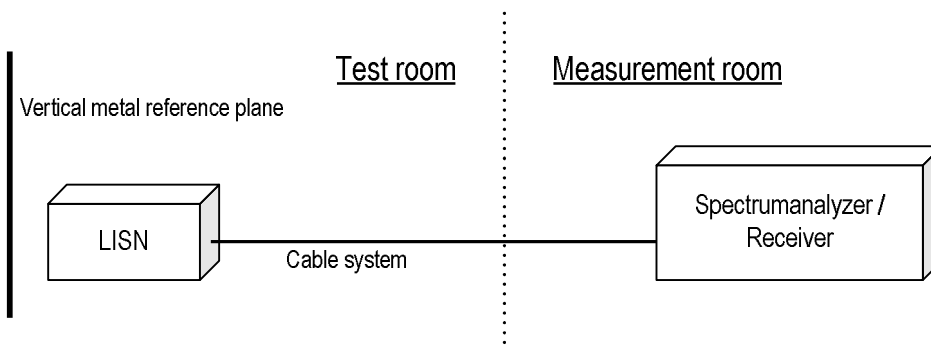 Test room
Measurement room
Vertical metal reference plane
LISN
Cable system
Spectrumanalyzer /
Receiver